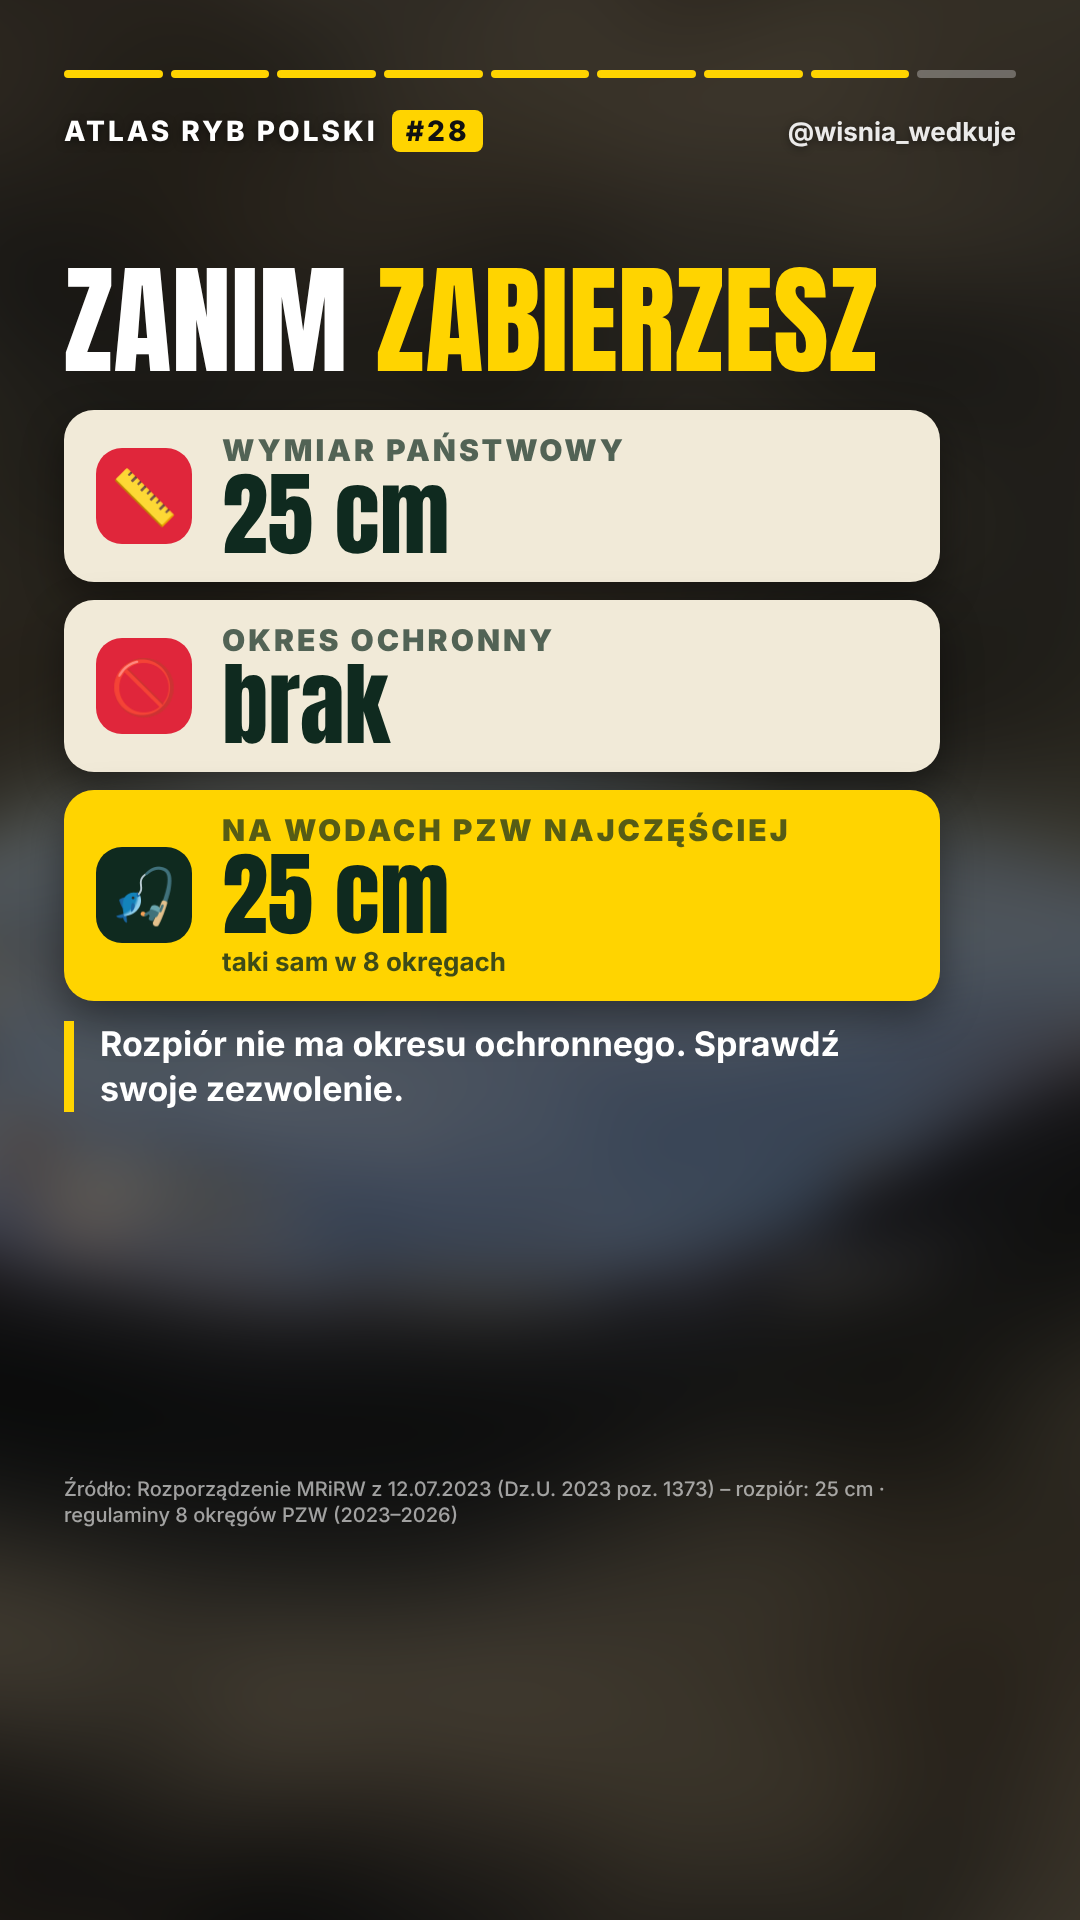 ATLAS RYB POLSKI #28
@wisnia_wedkuje
ZANIM ZABIERZESZ
WYMIAR PAŃSTWOWY
25 cm
OKRES OCHRONNY
brak
NA WODACH PZW NAJCZĘŚCIEJ
25 cm
taki sam w 8 okręgach
Rozpiór nie ma okresu ochronnego. Sprawdź
swoje zezwolenie.
Źródło: Rozporządzenie MRiRW z 12.07.2023 (Dz.U. 2023 poz. 1373) – rozpiór: 25 cm ·
regulaminy 8 okręgów PZW (2023–2026)